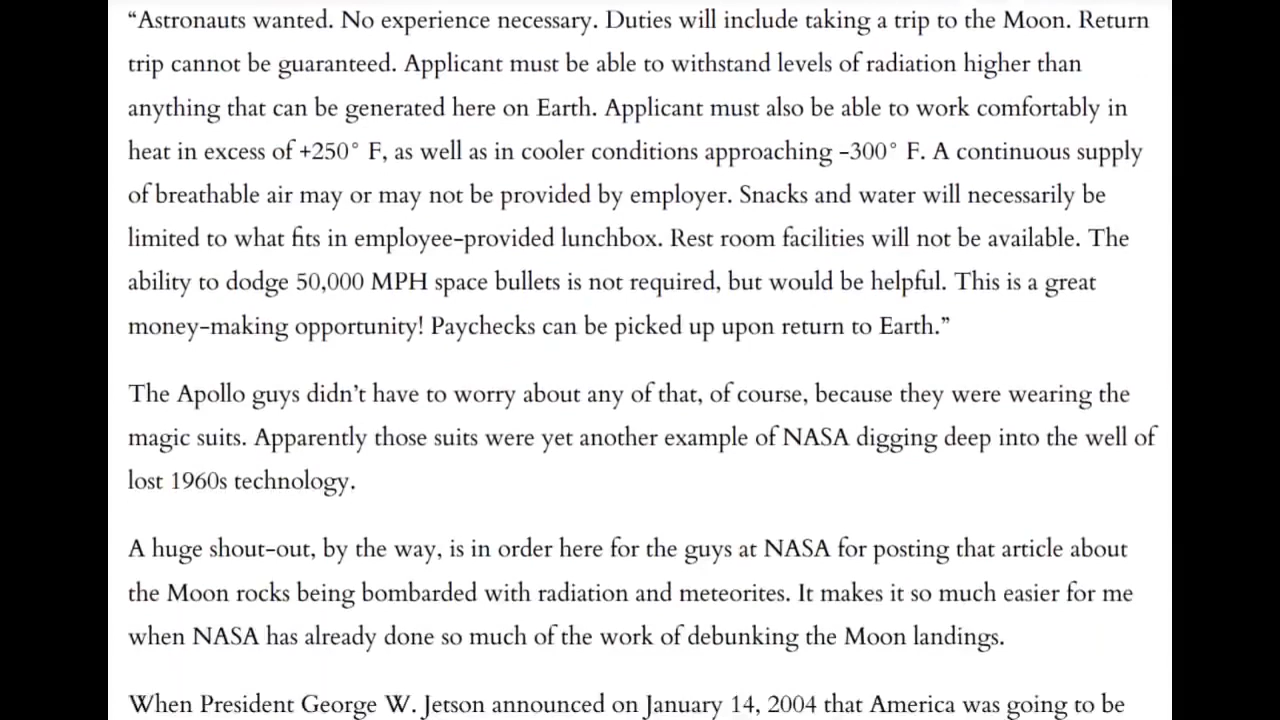 “Astronauts wanted. No experience necessary. Duties will include taking a trip to the Moon. Return
trip cannot be guaranteed. Applicant must be able to withstand levels of radiation higher than
anything that can be generated here on Earth. Applicant must also be able to work comfortably in
heat in excess of +250° F, as well as in cooler conditions approaching -300° F. A continuous supply
of breathable air may or may not be provided by employer. Snacks and water will necessarily be
limited to what fits in employee-provided lunchbox. Rest room facilities will not be available. The
ability to dodge 50,000 MPH space bullets is not required, but would be helpful. This is a great
money-making opportunity! Paychecks can be picked up upon return to Earth.”
The Apollo guys didn’t have to worry about any of that, of course, because they were wearing the
magic suits. Apparently those suits were yet another example of NASA digging deep into the well of
lost 1960s technology.
A huge shout-out, by the way, is in order here for the guys at NASA for posting that article about
the Moon rocks being bombarded with radiation and meteorites. It makes it so much easier for me
when NASA has already done so much of the work of debunking the Moon landings.
When President George W. Jetson announced on January 14, 2004 that America was going to be